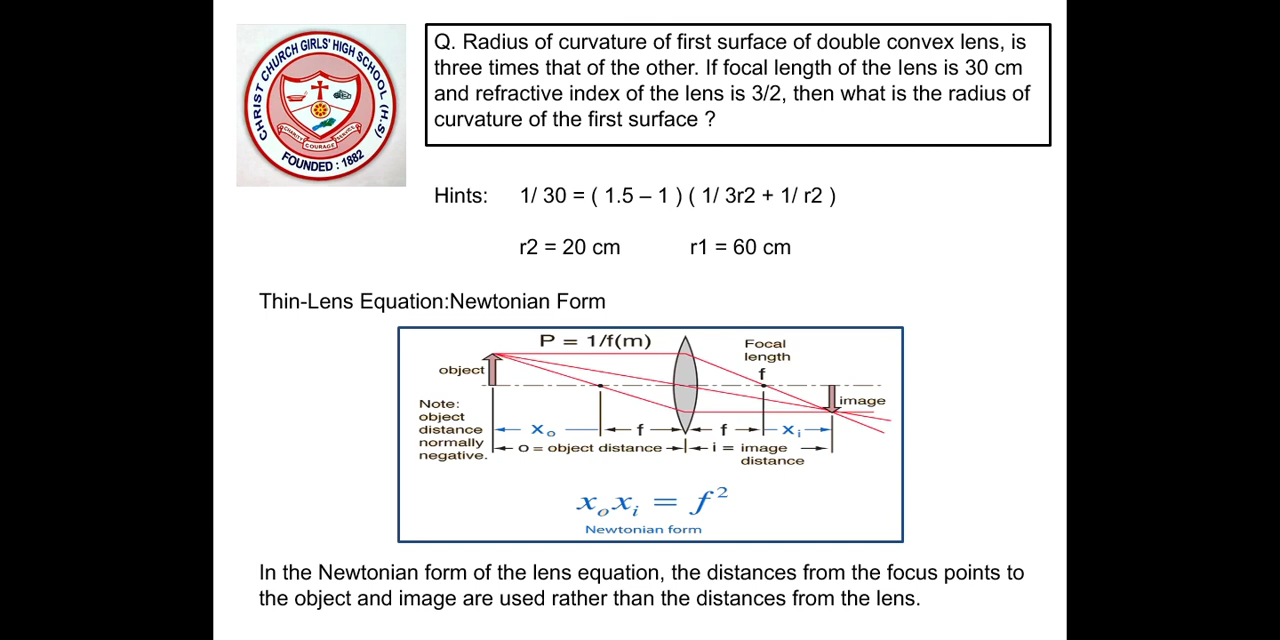 CHRIST CHURCH GIRLS' HIGH SCHOOL (H.S)
CHARITY
COURAGE
SERVICE
FOUNDED : 1882
Q. Radius of curvature of first surface of double convex lens, is
three times that of the other. If focal length of the lens is 30 cm
and refractive index of the lens is 3/2, then what is the radius of
curvature of the first surface ?
Hints: 1/ 30 = ( 1.5 – 1 ) ( 1/ 3r2 + 1/ r2 )
r2 = 20 cm r1 = 60 cm
Thin-Lens Equation:Newtonian Form
P = 1/f(m)
Focal
length
f
object
image
Note:
object
distance
normally
negative.
xₒ f f xᵢ
o = object distance i = image
distance
xₒxᵢ = f²
Newtonian form
In the Newtonian form of the lens equation, the distances from the focus points to
the object and image are used rather than the distances from the lens.